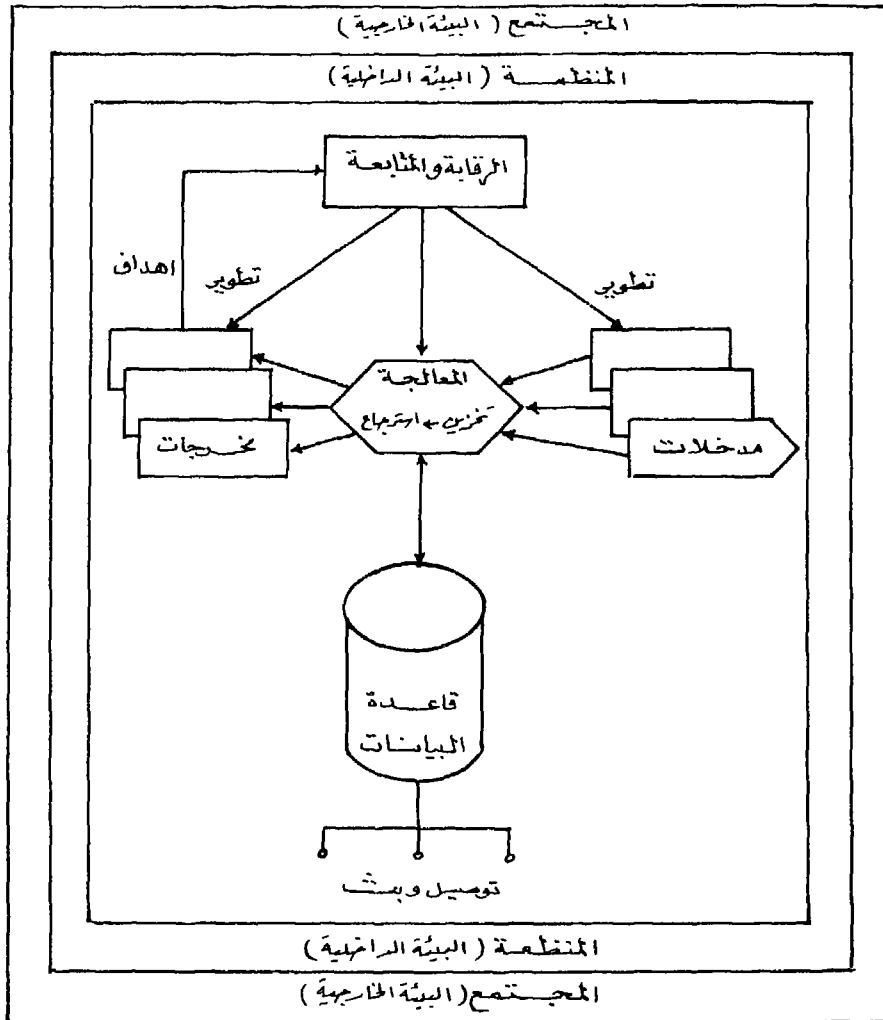 المجتمع (البيئة الخارجية)
المنظمة (البيئة الداخلية)
الرقابة والمتابعة
اهداف
تطوير
تطوير
المعالجة
تخزين ← استرجاع
مدخلات
مخرجات
قاعدة
البيانات
توصيل وبث
المنظمة (البيئة الداخلية)
المجتمع (البيئة الخارجية)